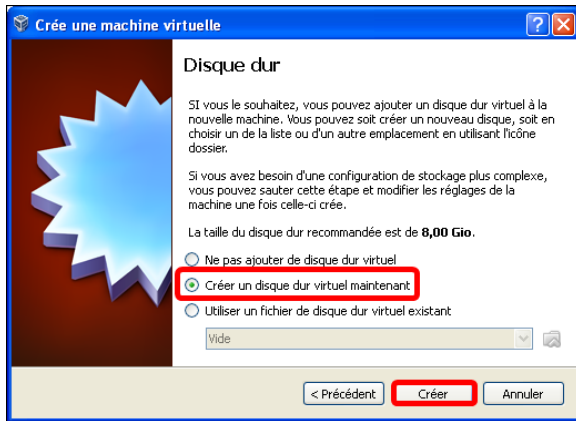 Crée une machine virtuelle
Disque dur
SI vous le souhaitez, vous pouvez ajouter un disque dur virtuel à la
nouvelle machine. Vous pouvez soit créer un nouveau disque, soit en
choisir un de la liste ou d'un autre emplacement en utilisant l'icône
dossier.
Si vous avez besoin d'une configuration de stockage plus complexe,
vous pouvez sauter cette étape et modifier les réglages de la
machine une fois celle-ci crée.
La taille du disque dur recommandée est de 8,00 Gio.
Ne pas ajouter de disque dur virtuel
Créer un disque dur virtuel maintenant
Utiliser un fichier de disque dur virtuel existant
Vide
< Précédent Créer Annuler